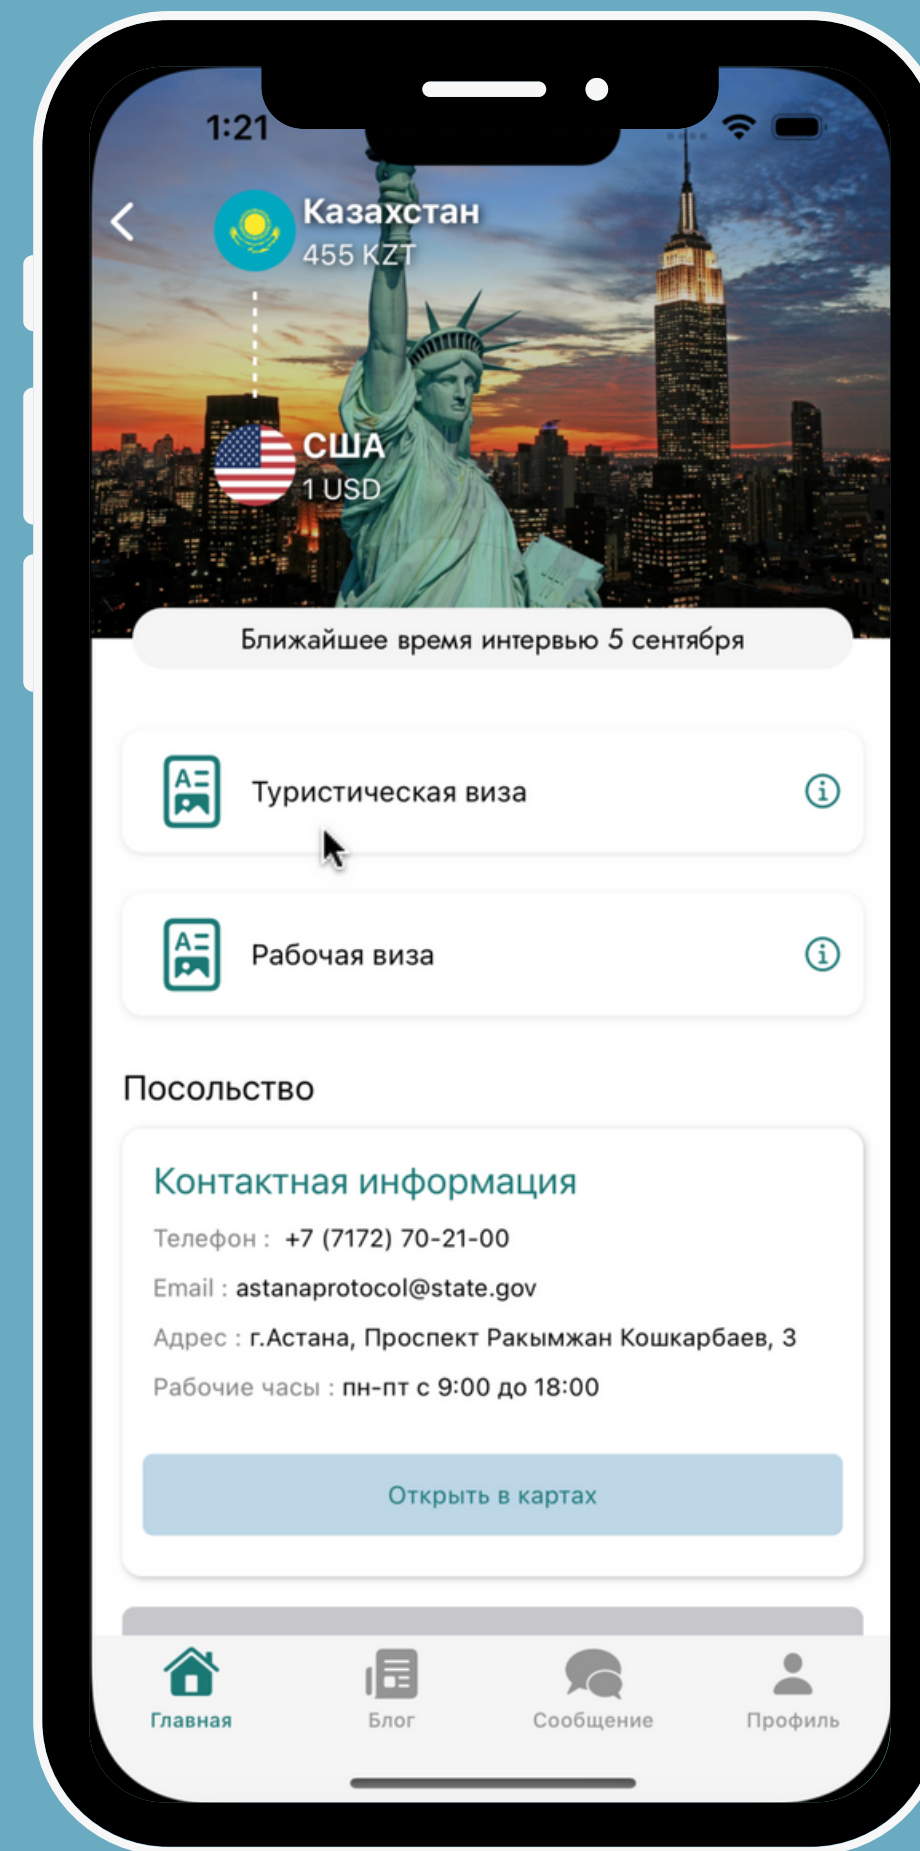 1:21
Казахстан
455 KZT
США
1 USD
Ближайшее время интервью 5 сентября
Туристическая виза
Рабочая виза
Посольство
Контактная информация
Телефон : +7 (7172) 70-21-00
Email : astanaprotocol@state.gov
Адрес : г.Астана, Проспект Ракымжан Кошкарбаев, 3
Рабочие часы : пн-пт с 9:00 до 18:00
Открыть в картах
Главная
Блог
Сообщение
Профиль